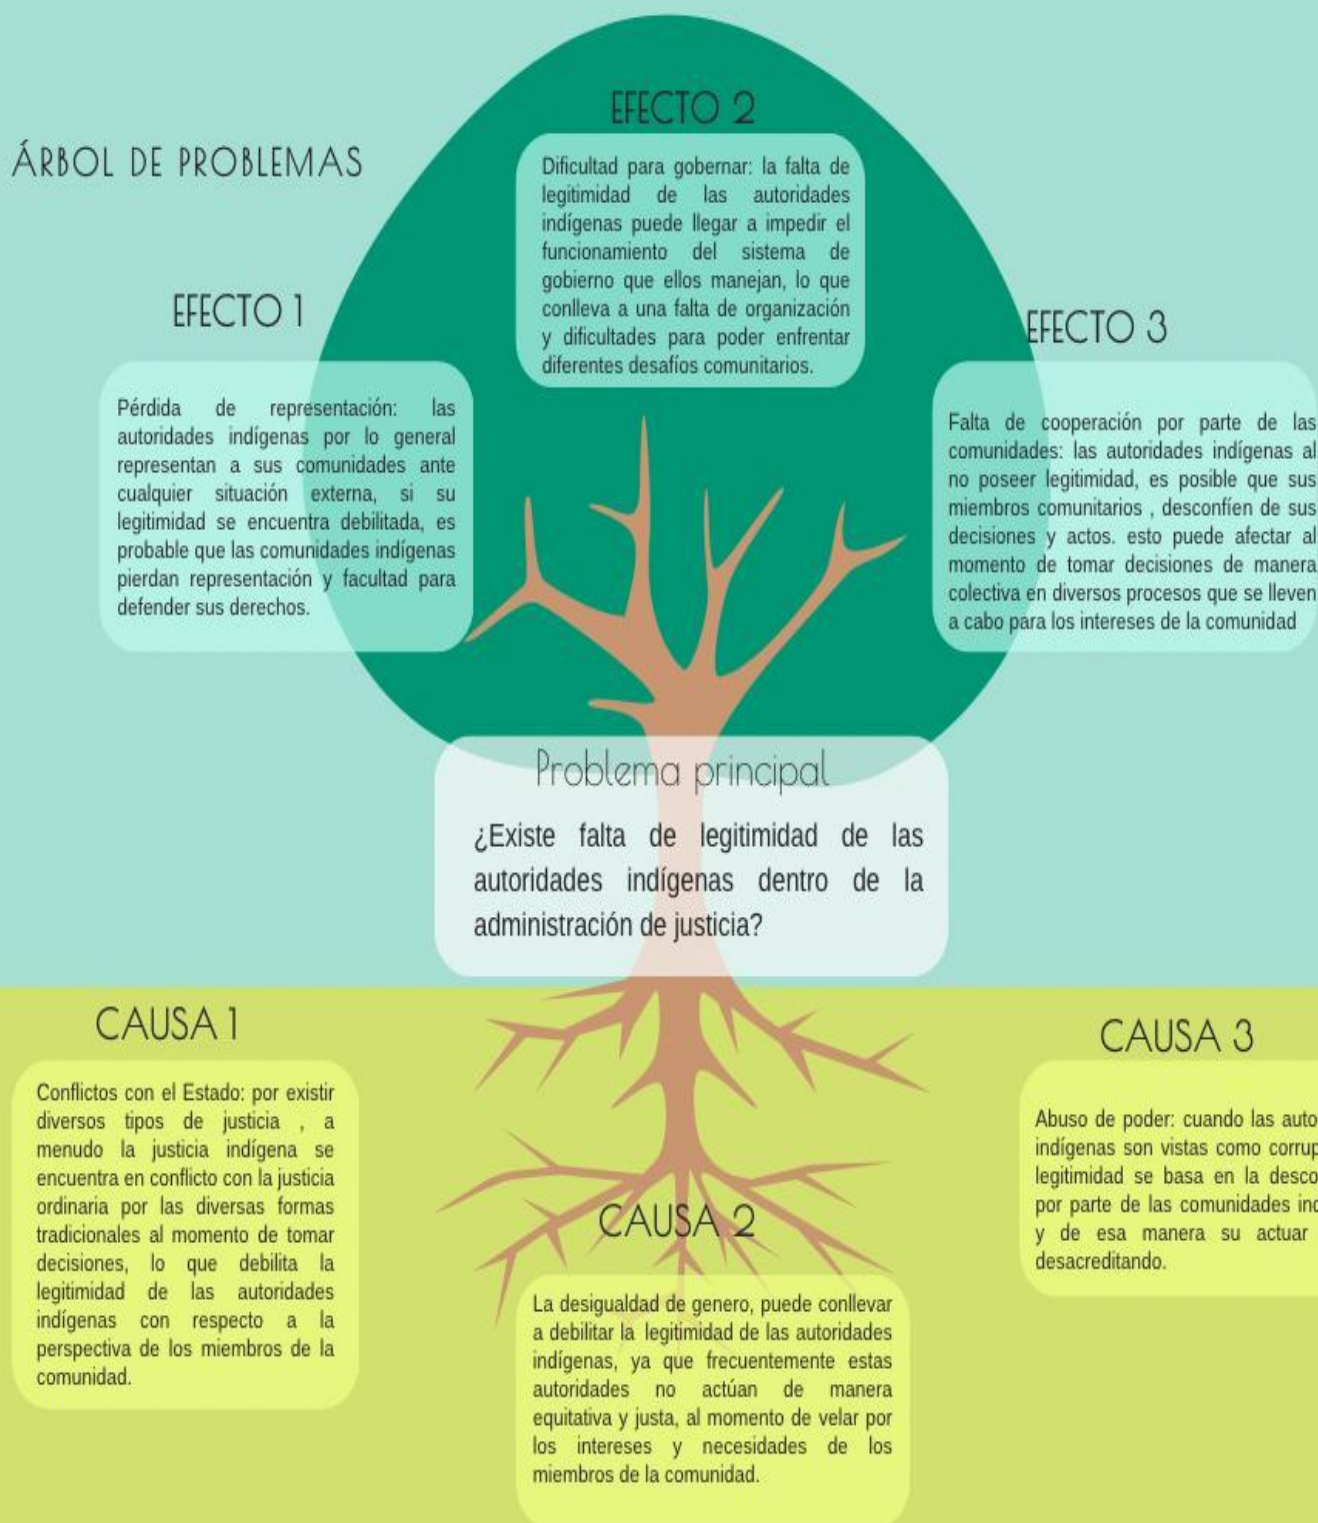 ÁRBOL DE PROBLEMAS
EFECTO 1
Pérdida de representación: las
autoridades indígenas por lo general
representan a sus comunidades ante
cualquier situación externa, si su
legitimidad se encuentra debilitada, es
probable que las comunidades indígenas
pierdan representación y facultad para
defender sus derechos.
EFECTO 2
Dificultad para gobernar: la falta de
legitimidad de las autoridades
indígenas puede llegar a impedir el
funcionamiento del sistema de
gobierno que ellos manejan, lo que
conlleva a una falta de organización
y dificultades para poder enfrentar
diferentes desafíos comunitarios.
EFECTO 3
Falta de cooperación por parte de las
comunidades: las autoridades indígenas al
no poseer legitimidad, es posible que sus
miembros comunitarios , desconfíen de sus
decisiones y actos. esto puede afectar al
momento de tomar decisiones de manera
colectiva en diversos procesos que se lleven
a cabo para los intereses de la comunidad
Problema principal
¿Existe falta de legitimidad de las
autoridades indígenas dentro de la
administración de justicia?
CAUSA 1
Conflictos con el Estado: por existir
diversos tipos de justicia , a
menudo la justicia indígena se
encuentra en conflicto con la justicia
ordinaria por las diversas formas
tradicionales al momento de tomar
decisiones, lo que debilita la
legitimidad de las autoridades
indígenas con respecto a la
perspectiva de los miembros de la
comunidad.
CAUSA 2
La desigualdad de genero, puede conllevar
a debilitar la legitimidad de las autoridades
indígenas, ya que frecuentemente estas
autoridades no actúan de manera
equitativa y justa, al momento de velar por
los intereses y necesidades de los
miembros de la comunidad.
CAUSA 3
Abuso de poder: cuando las
indígenas son vistas como
legitimidad se basa en la
por parte de las comunidades
y de esa manera su actuar
desacreditando.